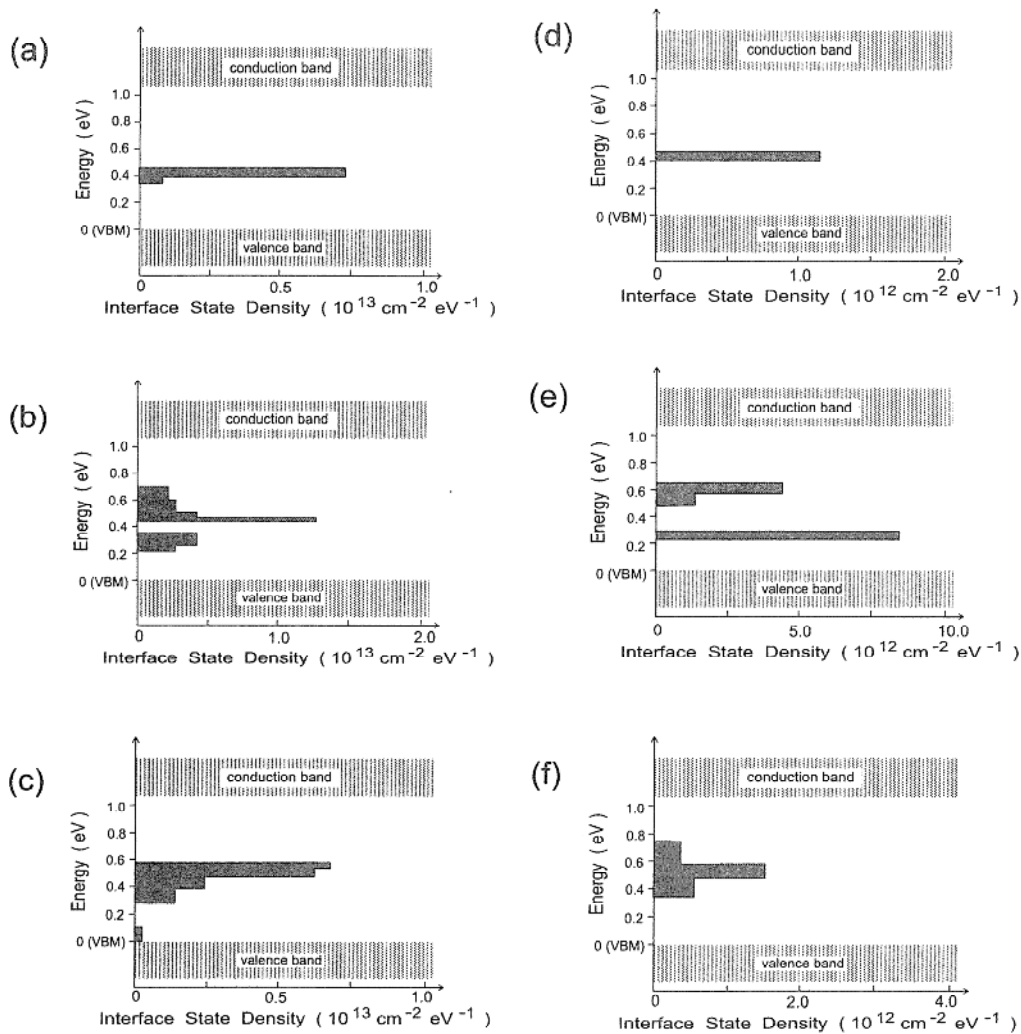 (a)
conduction band
1.0
0.8
0.6
0.4
0.2
0 (VBM)
Energy ( eV )
valence band
0
0.5
1.0
Interface State Density ( 10 13 cm -2 eV -1 )
(b)
conduction band
1.0
0.8
0.6
0.4
0.2
0 (VBM)
Energy ( eV )
valence band
0
1.0
2.0
Interface State Density ( 10 13 cm -2 eV -1 )
(c)
conduction band
1.0
0.8
0.6
0.4
0.2
0 (VBM)
Energy ( eV )
valence band
0
0.5
1.0
Interface State Density ( 10 13 cm -2 eV -1 )
(d)
conduction band
1.0
0.8
0.6
0.4
0.2
0 (VBM)
Energy ( eV )
valence band
0
1.0
2.0
Interface State Density ( 10 12 cm -2 eV -1 )
(e)
conduction band
1.0
0.8
0.6
0.4
0.2
0 (VBM)
Energy ( eV )
valence band
0
5.0
10.0
Interface State Density ( 10 12 cm -2 eV -1 )
(f)
conduction band
1.0
0.8
0.6
0.4
0.2
0 (VBM)
Energy ( eV )
valence band
0
2.0
4.0
Interface State Density ( 10 12 cm -2 eV -1 )